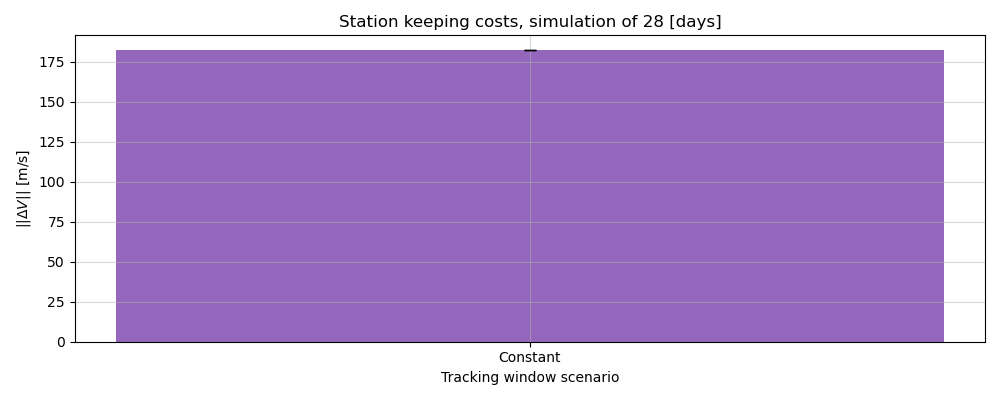 Station keeping costs, simulation of 28 [days]
175
150
125
100
75
50
25
0
||ΔV|| [m/s]
Constant
Tracking window scenario